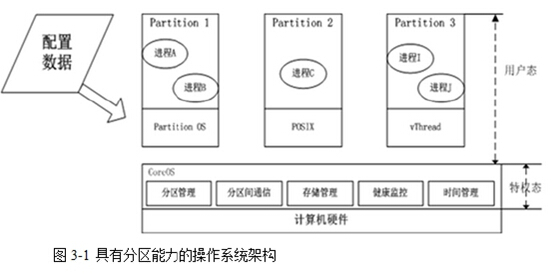 配置
数据
Partition 1
Partition 2
Partition 3
进程A
进程B
进程C
进程I
进程J
Partition OS
POSIX
vThread
用户态
CoreOS
分区管理
分区间通信
存储管理
健康监控
时间管理
特权态
计算机硬件
图 3-1 具有分区能力的操作系统架构